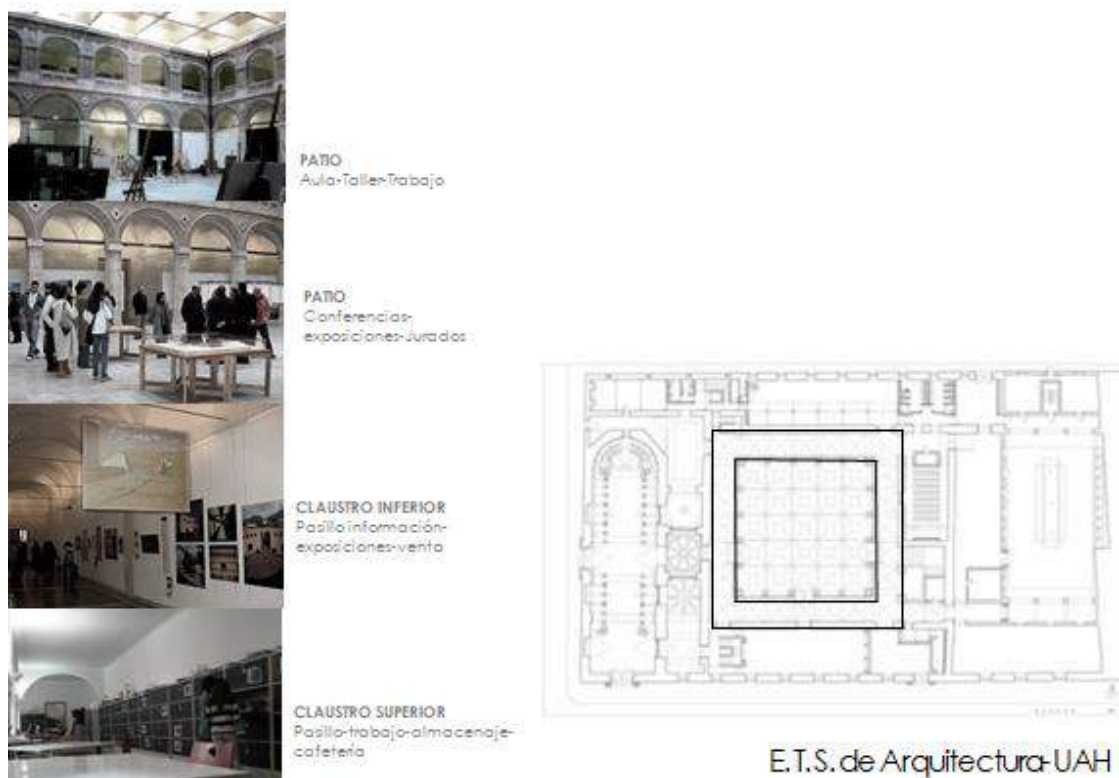 PATIO
Aula-Taller-Trabajo
PATIO
Conferencias-
exposiciones-Jurados
CLAUSTRO INFERIOR
Pasillo información-
exposiciones-venta
CLAUSTRO SUPERIOR
Pasillo-trabajo-almacenaje-
cafetería
E.T.S. de Arquitectura-UAH